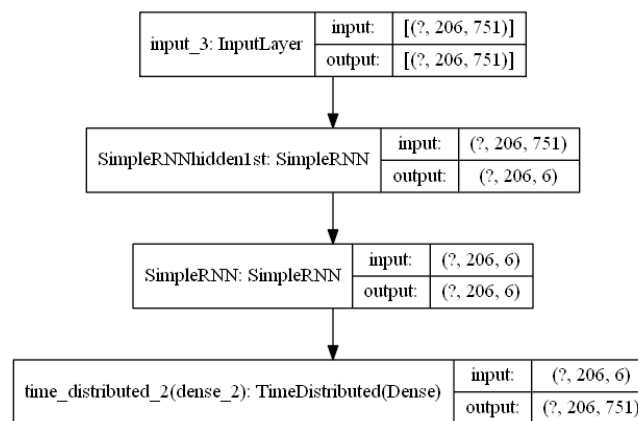 input_3: InputLayer
input: [(?, 206, 751)]
output: [(?, 206, 751)]
SimpleRNNhidden1st: SimpleRNN
input: (?, 206, 751)
output: (?, 206, 6)
SimpleRNN: SimpleRNN
input: (?, 206, 6)
output: (?, 206, 6)
time_distributed_2(dense_2): TimeDistributed(Dense)
input: (?, 206, 6)
output: (?, 206, 751)